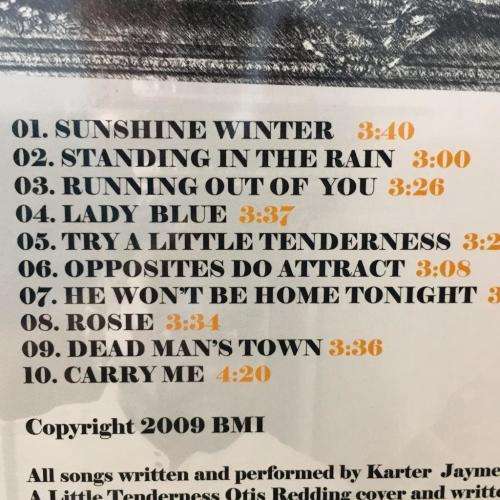 01. SUNSHINE WINTER 3:40
02. STANDING IN THE RAIN 3:00
03. RUNNING OUT OF YOU 3:26
04. LADY BLUE 3:37
05. TRY A LITTLE TENDERNESS 3:2
06. OPPOSITES DO ATTRACT 3:08
07. HE WON'T BE HOME TONIGHT 3
08. ROSIE 3:34
09. DEAD MAN'S TOWN 3:36
10. CARRY ME 4:20
Copyright 2009 BMI
All songs written and performed by Karter Jayme
A Little Tenderness Otis Redding cover and writte